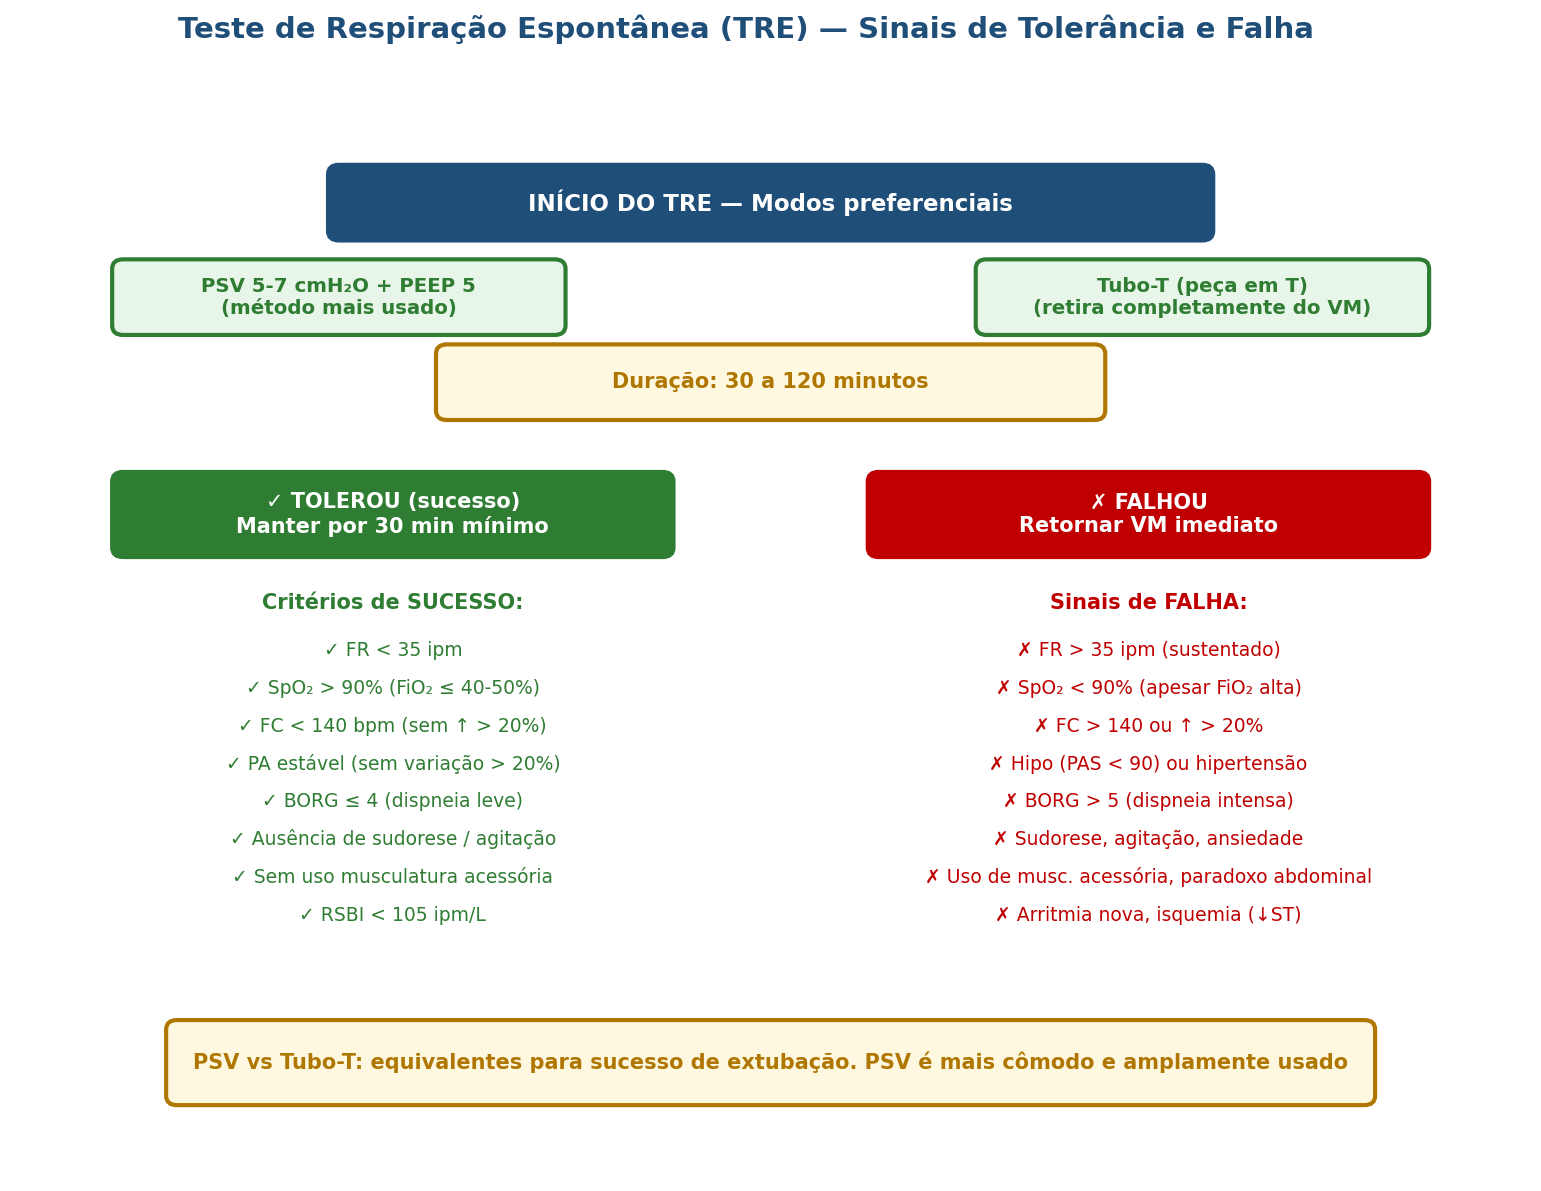 Teste de Respiração Espontânea (TRE) — Sinais de Tolerância e Falha
INÍCIO DO TRE — Modos preferenciais
PSV 5-7 cmH₂O + PEEP 5
(método mais usado)
Tubo-T (peça em T)
(retira completamente do VM)
Duração: 30 a 120 minutos
✓ TOLEROU (sucesso)
Manter por 30 min mínimo
Critérios de SUCESSO:
✓ FR < 35 ipm
✓ SpO₂ > 90% (FiO₂ ≤ 40-50%)
✓ FC < 140 bpm (sem ↑ > 20%)
✓ PA estável (sem variação > 20%)
✓ BORG ≤ 4 (dispneia leve)
✓ Ausência de sudorese / agitação
✓ Sem uso musculatura acessória
✓ RSBI < 105 ipm/L
✗ FALHOU
Retornar VM imediato
Sinais de FALHA:
✗ FR > 35 ipm (sustentado)
✗ SpO₂ < 90% (apesar FiO₂ alta)
✗ FC > 140 ou ↑ > 20%
✗ Hipo (PAS < 90) ou hipertensão
✗ BORG > 5 (dispneia intensa)
✗ Sudorese, agitação, ansiedade
✗ Uso de musc. acessória, paradoxo abdominal
✗ Arritmia nova, isquemia (↓ST)
PSV vs Tubo-T: equivalentes para sucesso de extubação. PSV é mais cômodo e amplamente usado